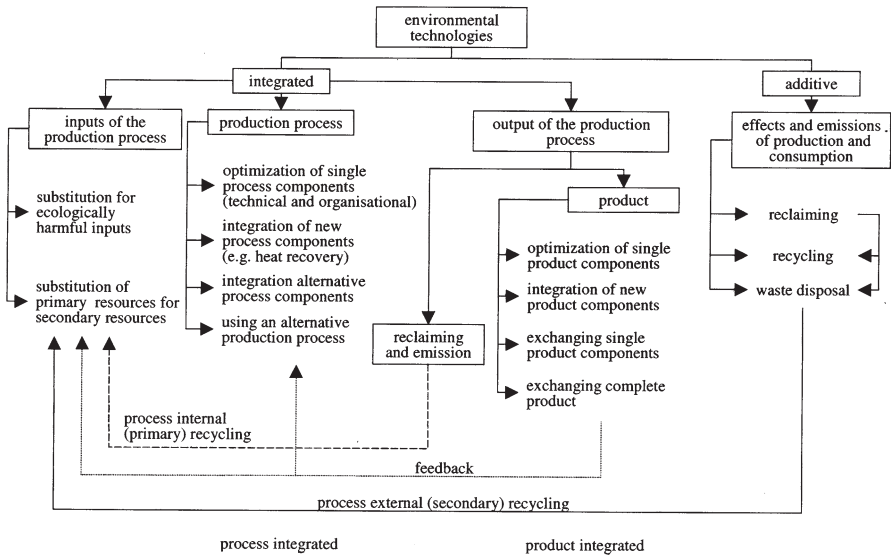 environmental
technologies
integrated
additive
inputs of the
production process
production process
output of the production
process
effects and emissions
of production and
consumption
substitution for
ecologically
harmful inputs
substitution of
primary resources for
secondary resources
optimization of single
process components
(technical and organisational)
integration of new
process components
(e.g. heat recovery)
integration alternative
process components
using an alternative
production process
reclaiming
and emission
product
optimization of single
product components
integration of new
product components
exchanging single
product components
exchanging complete
product
reclaiming
recycling
waste disposal
process internal
(primary) recycling
feedback
process external (secondary) recycling
process integrated
product integrated